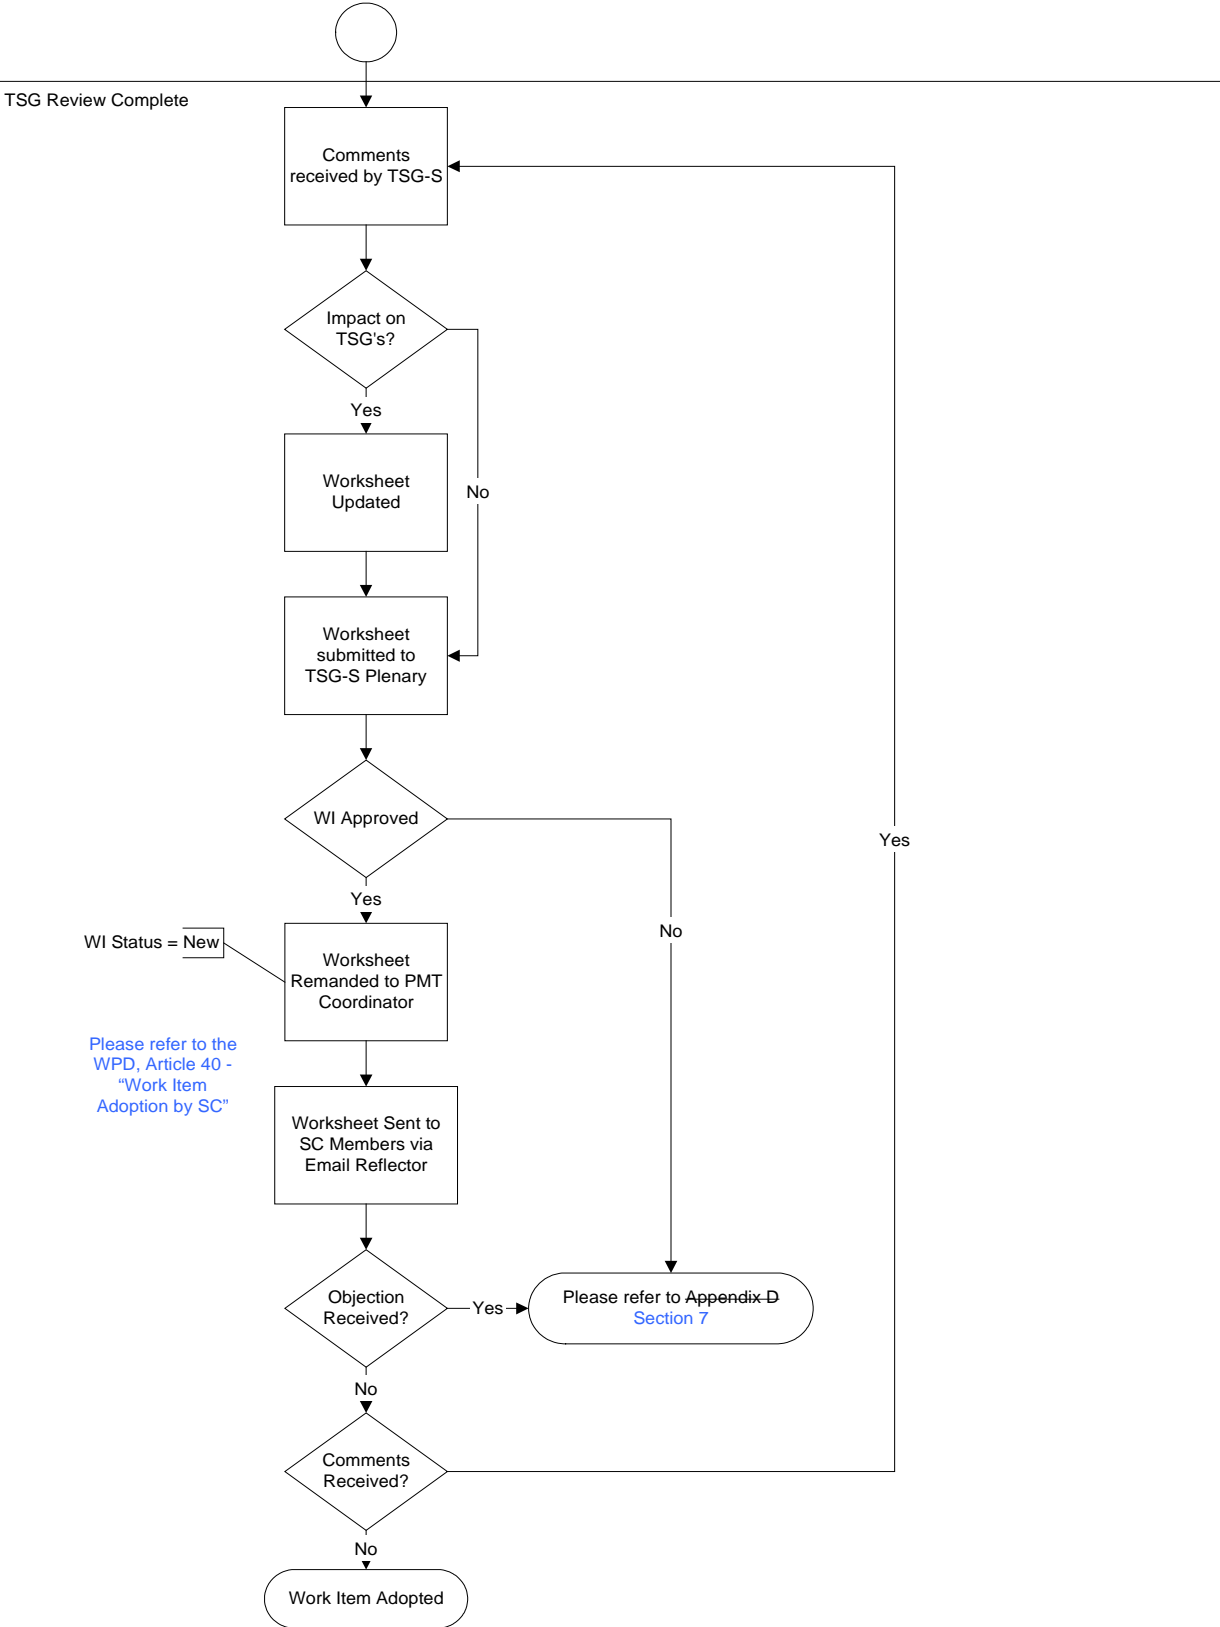 TSG Review Complete
Comments
received by TSG-S
Impact on
TSG's?
Yes
Worksheet
Updated
No
Worksheet
submitted to
TSG-S Plenary
WI Approved
Yes
Yes
No
WI Status = New
Worksheet
Remanded to PMT
Coordinator
Please refer to the
WPD, Article 40 -
“Work Item
Adoption by SC”
Worksheet Sent to
SC Members via
Email Reflector
Objection
Received?
Yes
Please refer to Appendix D
Section 7
No
Comments
Received?
No
Work Item Adopted